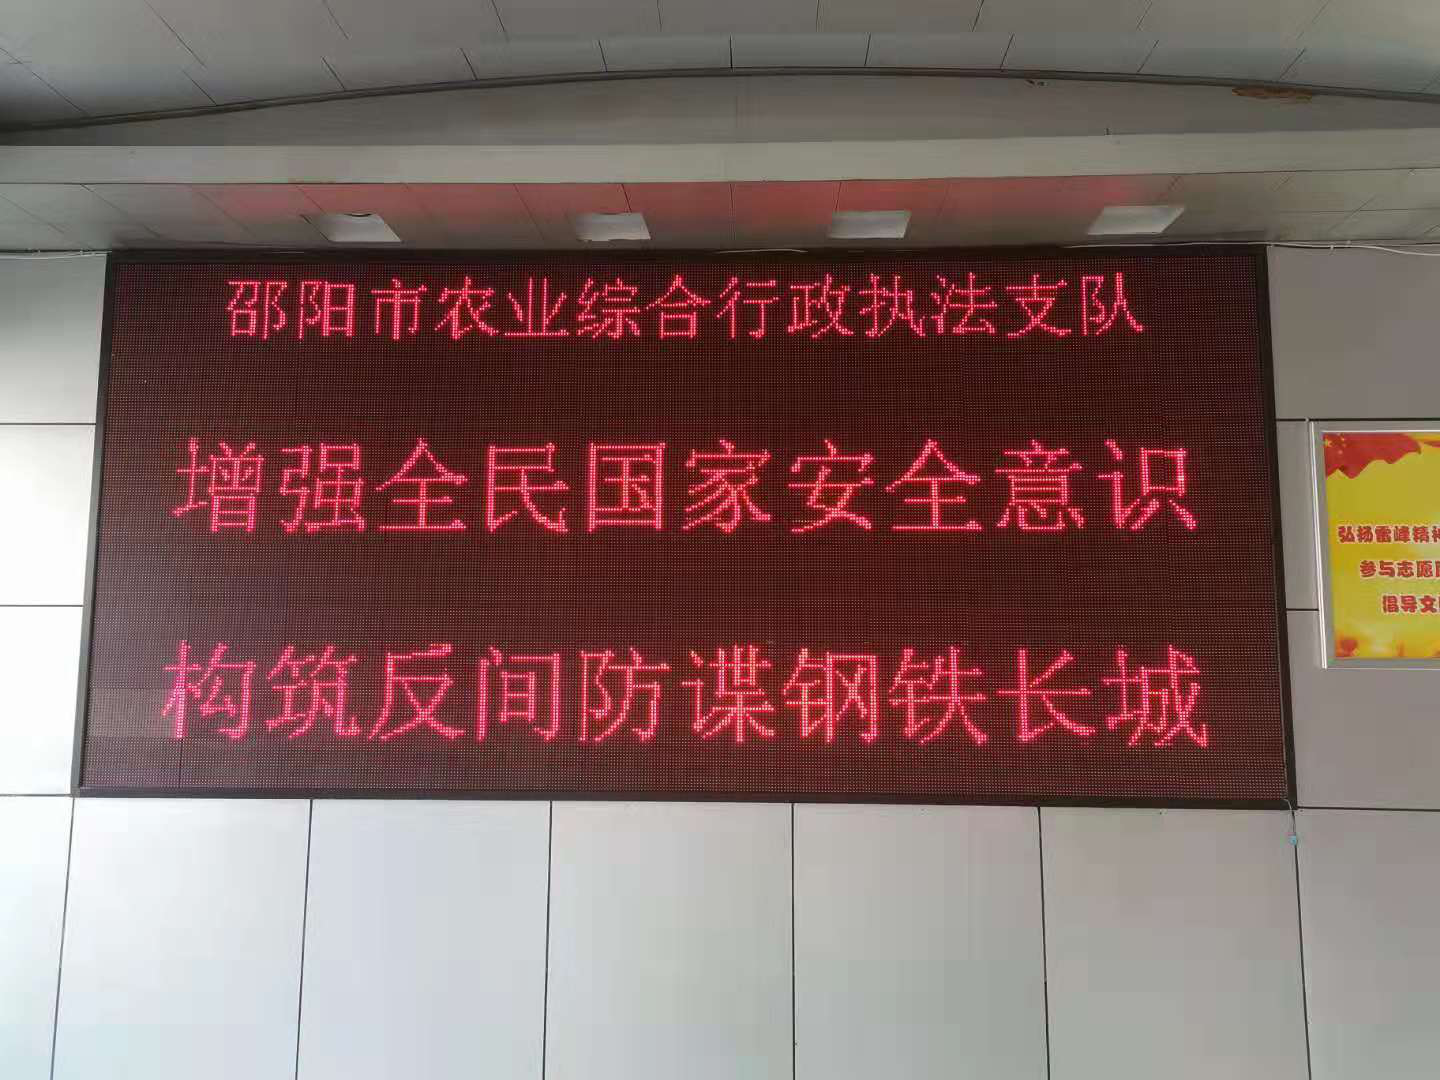 邵阳市农业综合行政执法支队
增强全民国家安全意识
构筑反间防谍钢铁长城
弘扬雷锋精神
参与志愿
倡导文